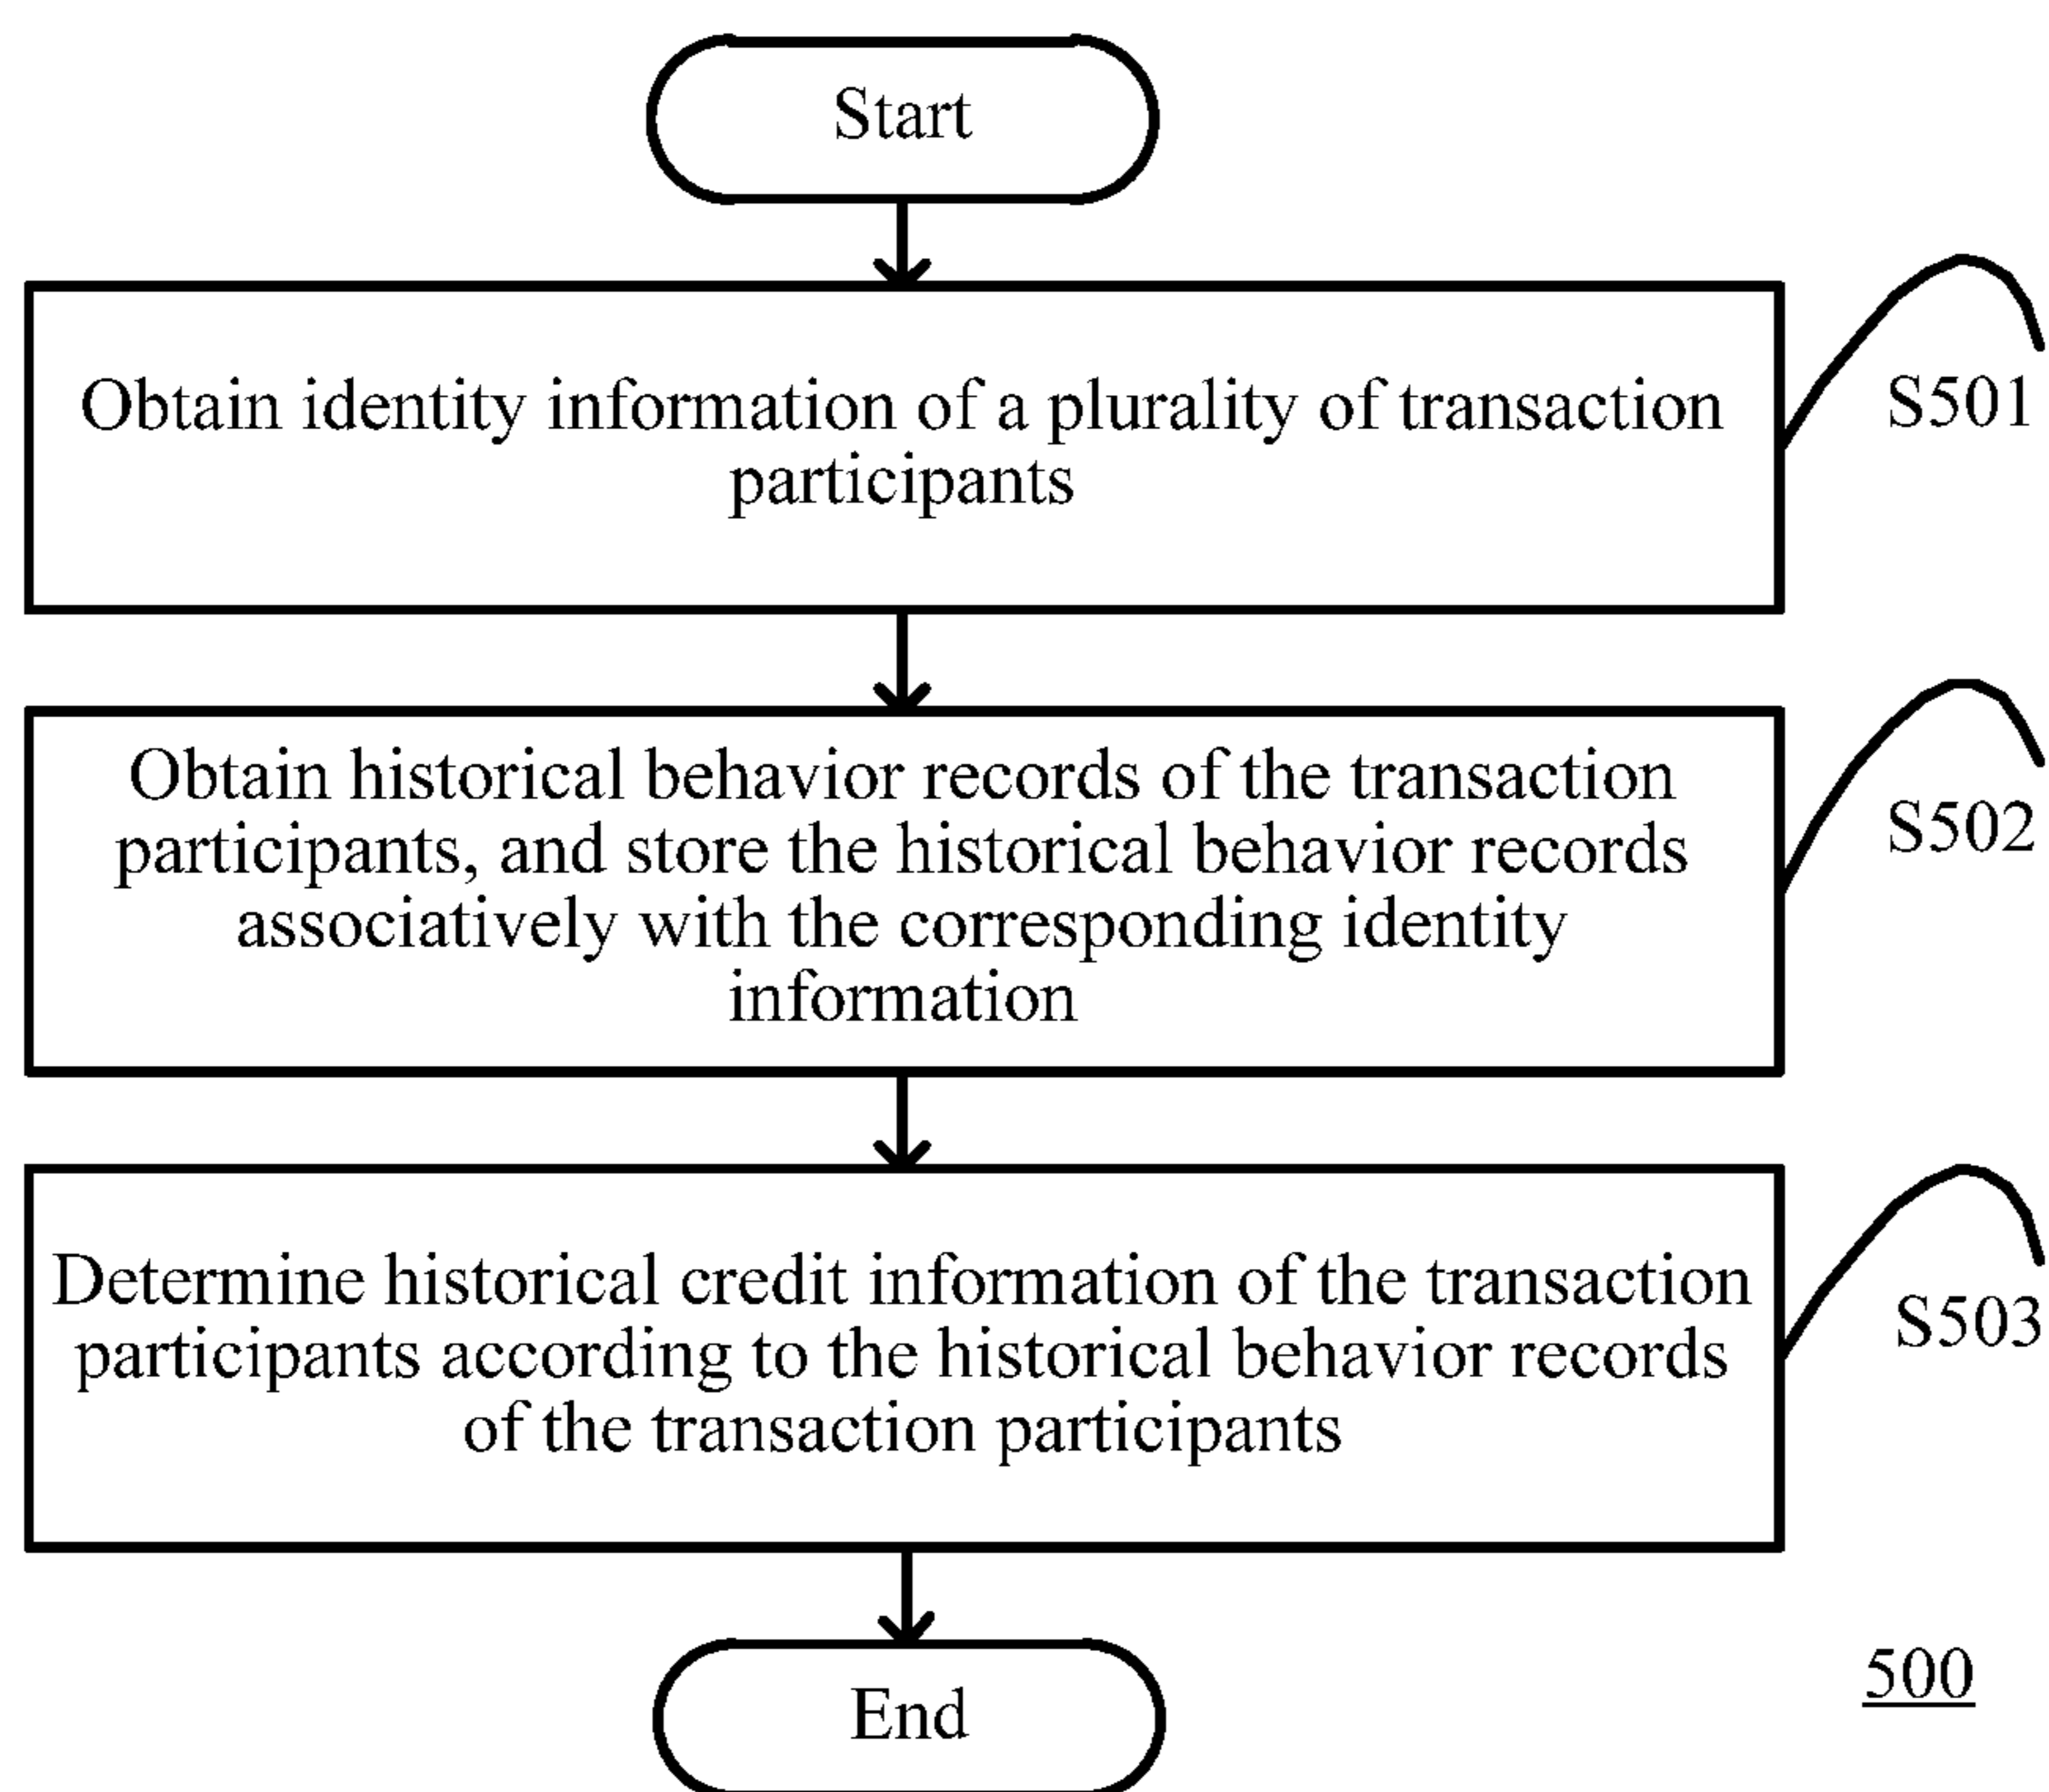 Start
Obtain identity information of a plurality of transaction
participants
S501
Obtain historical behavior records of the transaction
participants, and store the historical behavior records
associatively with the corresponding identity
information
S502
Determine historical credit information of the transaction
participants according to the historical behavior records
of the transaction participants
S503
End
500